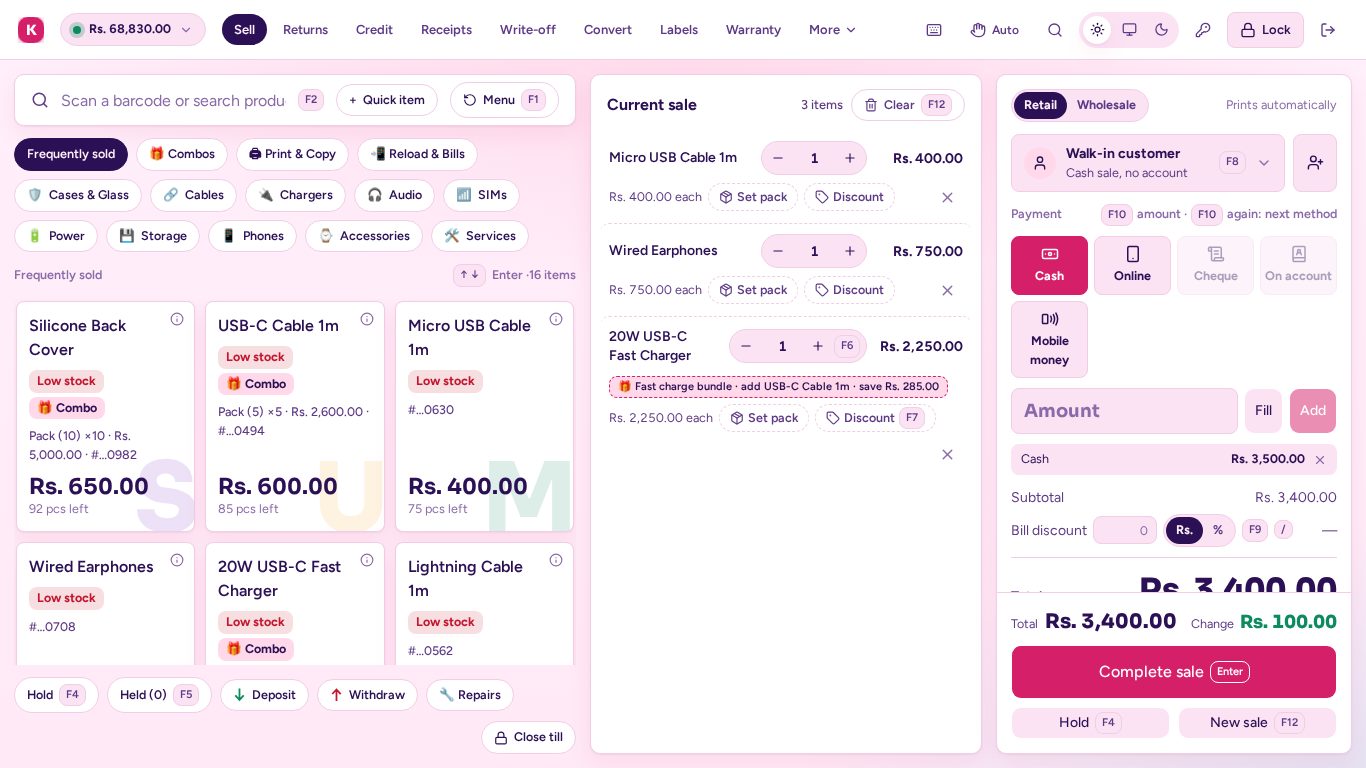 K
Rs. 68,830.00
Sell
Returns
Credit
Receipts
Write-off
Convert
Labels
Warranty
More
Auto
Lock
Scan a barcode or search produ
F2
+ Quick item
Menu F1
Frequently sold
🎁 Combos
🖨 Print & Copy
📲 Reload & Bills
🛡️ Cases & Glass
🔗 Cables
🔌 Chargers
🎧 Audio
📶 SIMs
🔋 Power
💾 Storage
📱 Phones
⌚ Accessories
🛠️ Services
Frequently sold
↑↓ Enter ·16 items
Silicone Back
Cover
Low stock
🎁 Combo
Pack (10) ×10 · Rs.
5,000.00 · #…0982
S
Rs. 650.00
92 pcs left
USB-C Cable 1m
Low stock
🎁 Combo
Pack (5) ×5 · Rs. 2,600.00 ·
#…0494
U
Rs. 600.00
85 pcs left
Micro USB Cable
1m
Low stock
#…0630
M
Rs. 400.00
75 pcs left
Wired Earphones
Low stock
#…0708
20W USB-C Fast
Charger
Low stock
🎁 Combo
Lightning Cable
1m
Low stock
#…0562
Hold F4
Held (0) F5
Deposit
Withdraw
🔧 Repairs
Close till
Current sale
3 items
Clear F12
Micro USB Cable 1m
− 1 +
Rs. 400.00
Rs. 400.00 each
Set pack
Discount
Wired Earphones
− 1 +
Rs. 750.00
Rs. 750.00 each
Set pack
Discount
20W USB-C
Fast Charger
− 1 + F6
Rs. 2,250.00
🎁 Fast charge bundle · add USB-C Cable 1m · save Rs. 285.00
Rs. 2,250.00 each
Set pack
Discount F7
Retail
Wholesale
Prints automatically
Walk-in customer
Cash sale, no account
F8
Payment
F10 amount · F10 again: next method
Cash
Online
Cheque
On account
Mobile
money
Amount
Fill
Add
Cash
Rs. 3,500.00
Subtotal
Rs. 3,400.00
Bill discount
0
Rs.
%
F9
/
—
Rs. 3,400.00
Total Rs. 3,400.00
Change Rs. 100.00
Complete sale Enter
Hold F4
New sale F12